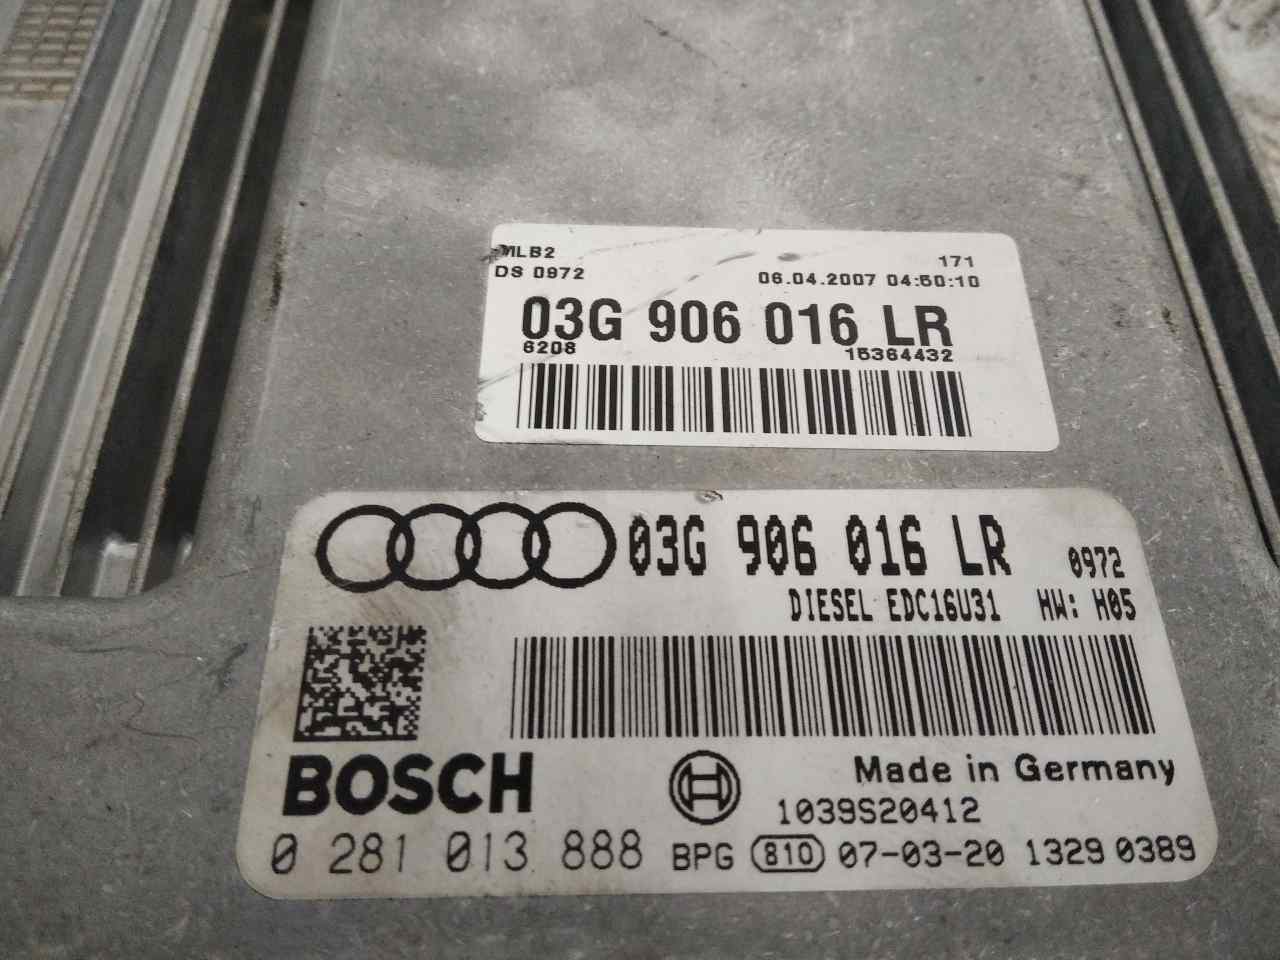 MLB2
171
DS 0972
06.04.2007 04:50:10
03G 906 016 LR
6208
15364432
03G 906 016 LR 0972
DIESEL EDC16U31 HW: H05
BOSCH
Made in Germany
1039S20412
0 281 013 888 BPG 810 07-03-20 1329 0389